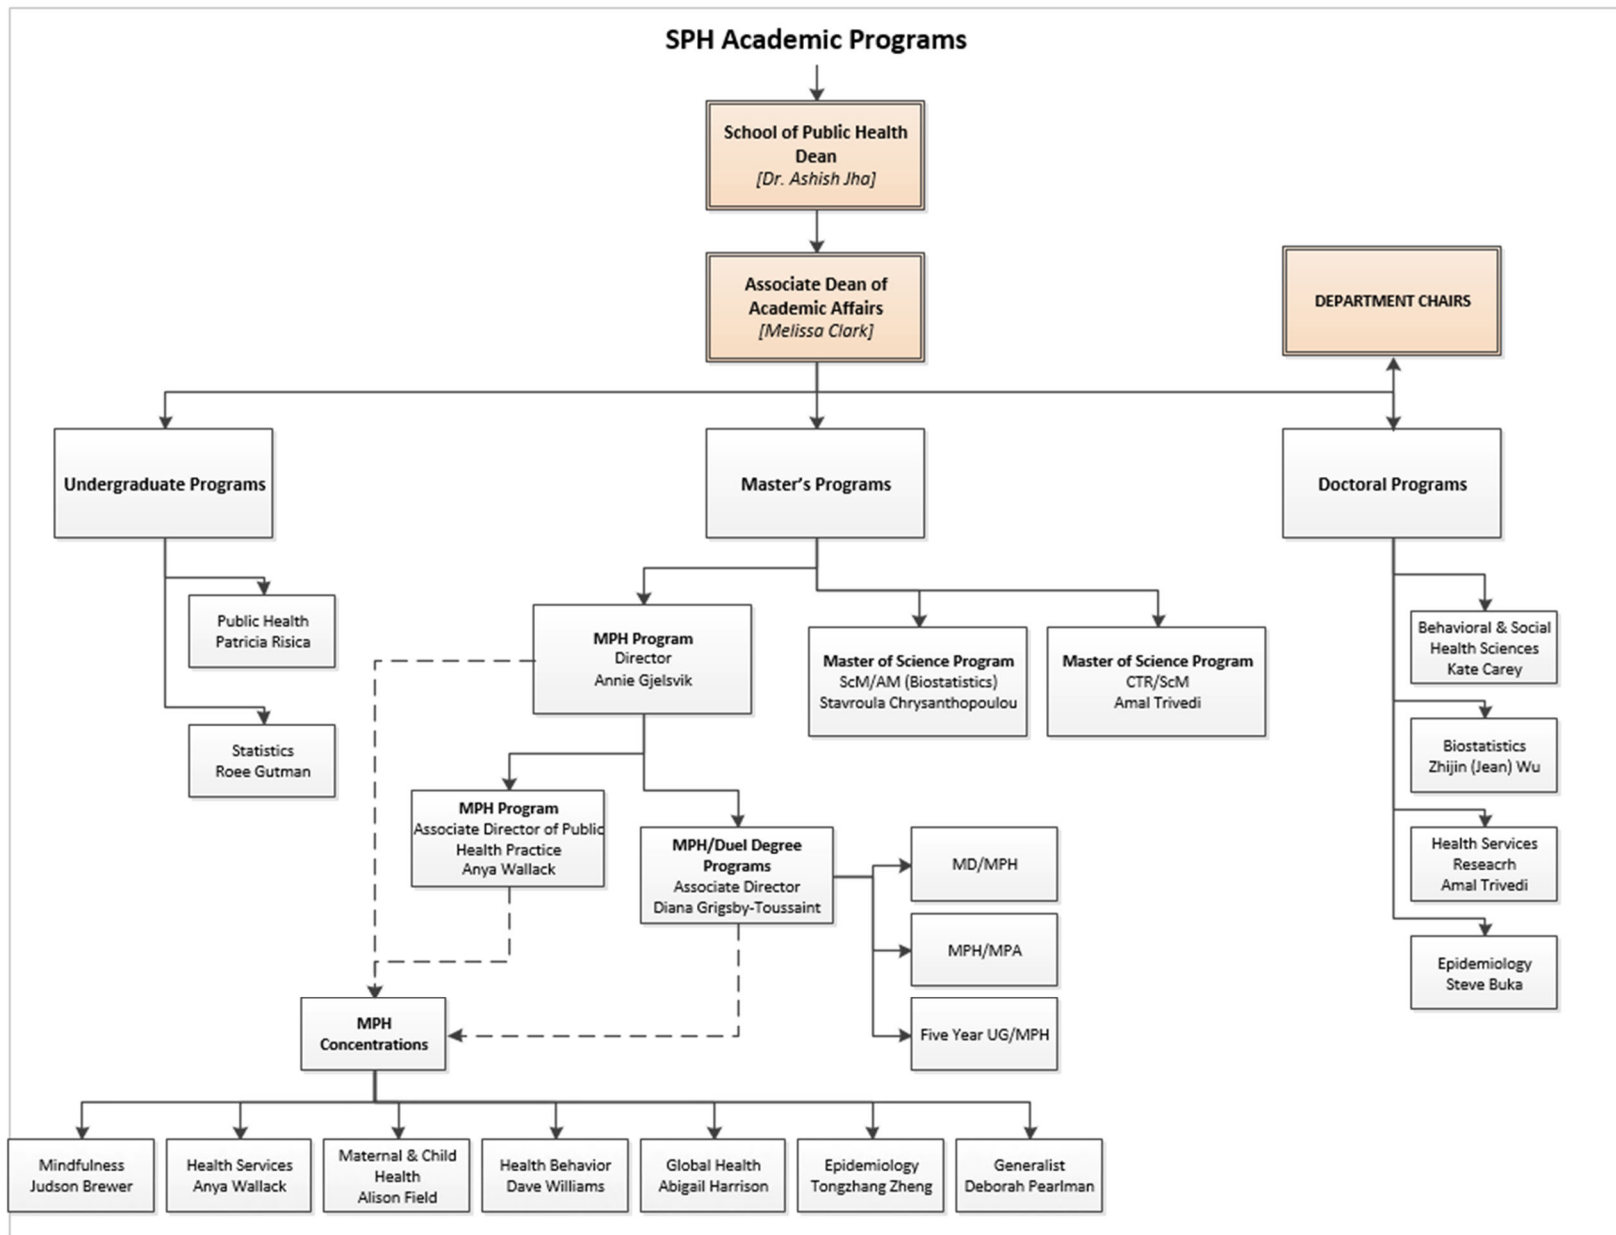 SPH Academic Programs
School of Public Health
Dean
[Dr. Ashish Jha]
Associate Dean of
Academic Affairs
[Melissa Clark]
DEPARTMENT CHAIRS
Undergraduate Programs
Master's Programs
Doctoral Programs
Public Health
Patricia Risica
Statistics
Roee Gutman
MPH Program
Director
Annie Gjelsvik
Master of Science Program
ScM/AM (Biostatistics)
Stavroula Chrysanthopoulou
Master of Science Program
CTR/ScM
Amal Trivedi
Behavioral & Social
Health Sciences
Kate Carey
Biostatistics
Zhijin (Jean) Wu
Health Services
Reseacrh
Amal Trivedi
Epidemiology
Steve Buka
MPH Program
Associate Director of Public
Health Practice
Anya Wallack
MPH/Duel Degree
Programs
Associate Director
Diana Grigsby-Toussaint
MD/MPH
MPH/MPA
Five Year UG/MPH
MPH
Concentrations
Mindfulness
Judson Brewer
Health Services
Anya Wallack
Maternal & Child
Health
Alison Field
Health Behavior
Dave Williams
Global Health
Abigail Harrison
Epidemiology
Tongzhang Zheng
Generalist
Deborah Pearlman